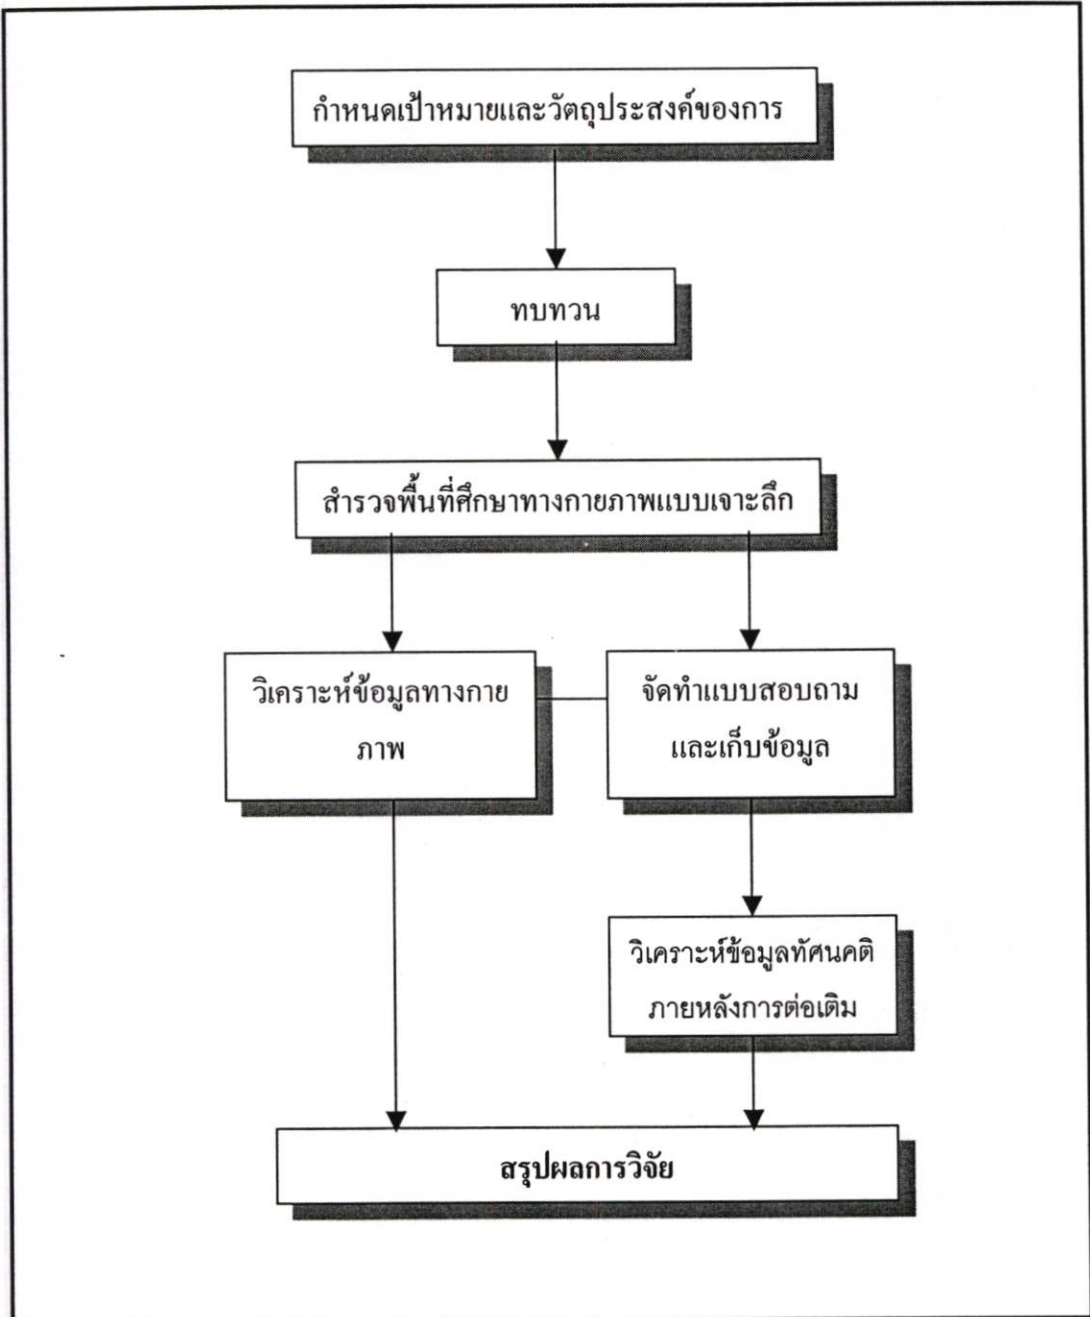 กำหนดเป้าหมายและวัตถุประสงค์ของการ
ทบทวน
สำรวจพื้นที่ศึกษาทางกายภาพแบบเจาะลึก
วิเคราะห์ข้อมูลทางกาย
ภาพ
จัดทำแบบสอบถาม
และเก็บข้อมูล
วิเคราะห์ข้อมูลทัศนคติ
ภายหลังการต่อเติม
สรุปผลการวิจัย